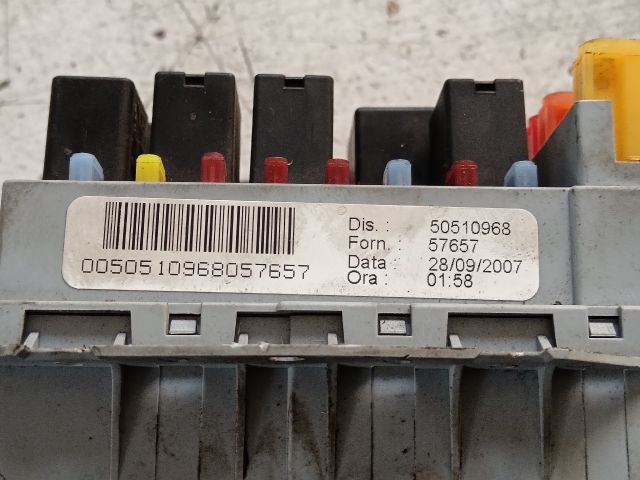 0050510968057657
Dis. : 50510968
Forn. : 57657
Data : 28/09/2007
Ora : 01:58